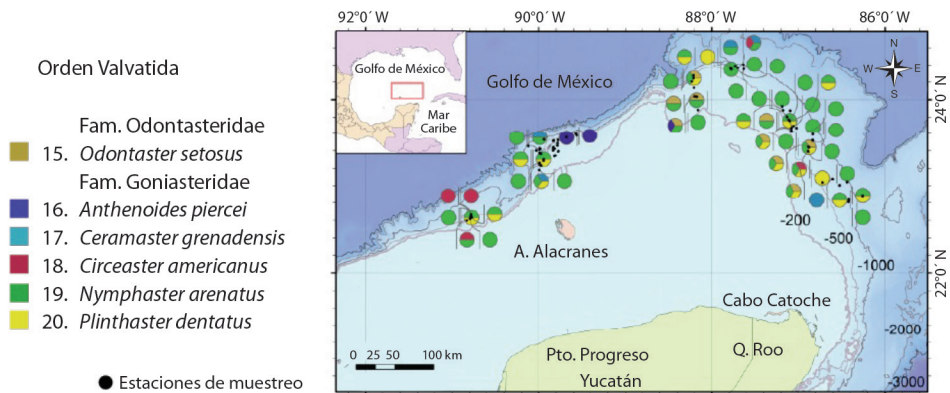 Orden Valvatida
Fam. Odontasteridae
15. Odontaster setosus
Fam. Goniasteridae
16. Anthenoides piercei
17. Ceramaster grenadensis
18. Circeaster americanus
19. Nymphaster arenatus
20. Plinthaster dentatus
Estaciones de muestreo
92°0´ O
90°0´ O
88°0´ O
86°0´ O
Golfo de México
Mar
Caribe
Golfo de México
N
W
E
S
24°0´ N
22°0´ N
A. Alacranes
-200
-500
-1000
-2000
-3000
Cabo Catoche
Pto. Progreso
Yucatán
Q. Roo
0 25 50 100 km